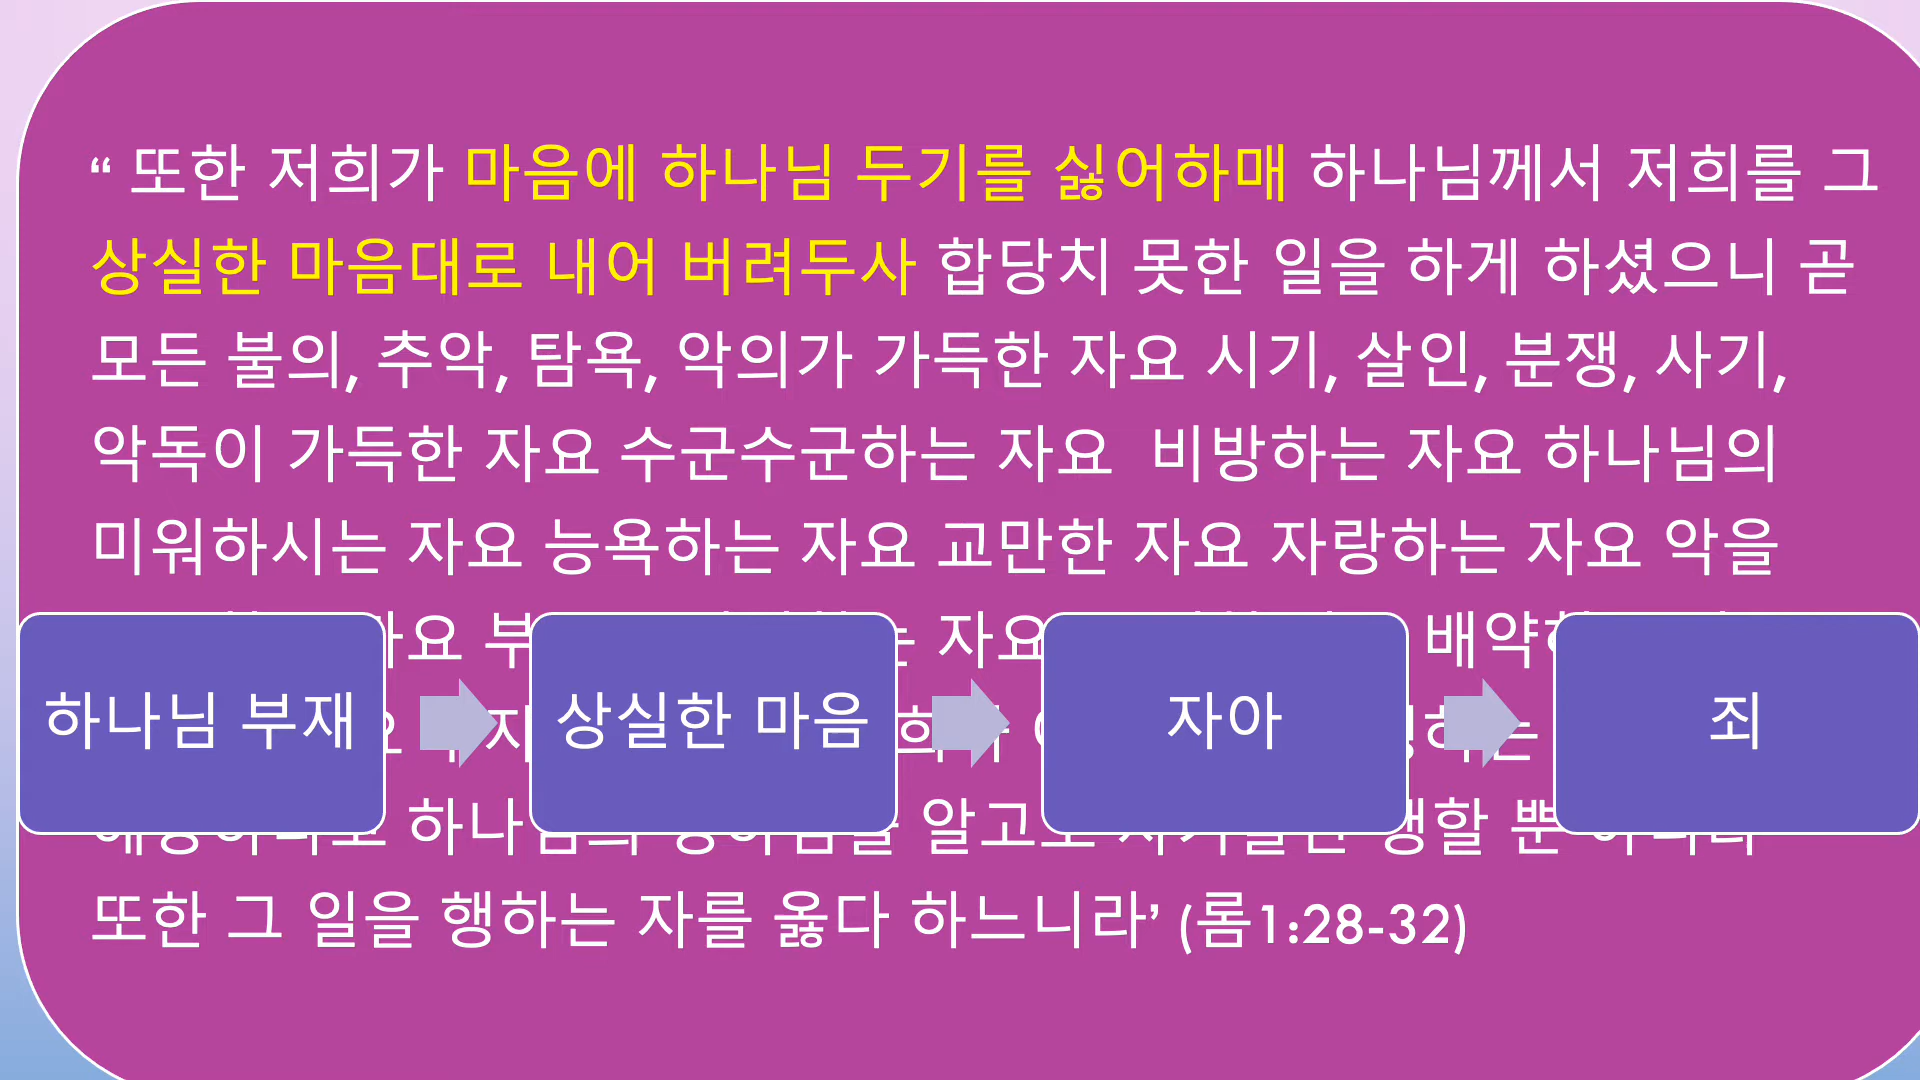 “ 또한 저희가 마음에 하나님 두기를 싫어하매 하나님께서 저희를 그
상실한 마음대로 내어 버려두사 합당치 못한 일을 하게 하셨으니 곧
모든 불의, 추악, 탐욕, 악의가 가득한 자요 시기, 살인, 분쟁, 사기,
악독이 가득한 자요 수군수군하는 자요 비방하는 자요 하나님의
미워하시는 자요 능욕하는 자요 교만한 자요 자랑하는 자요 악을
자요
하나님 부재
상실한 마음
자아
죄
알고도 행할 뿐
또한 그 일을 행하는 자를 옳다 하느니라’ (롬1:28-32)